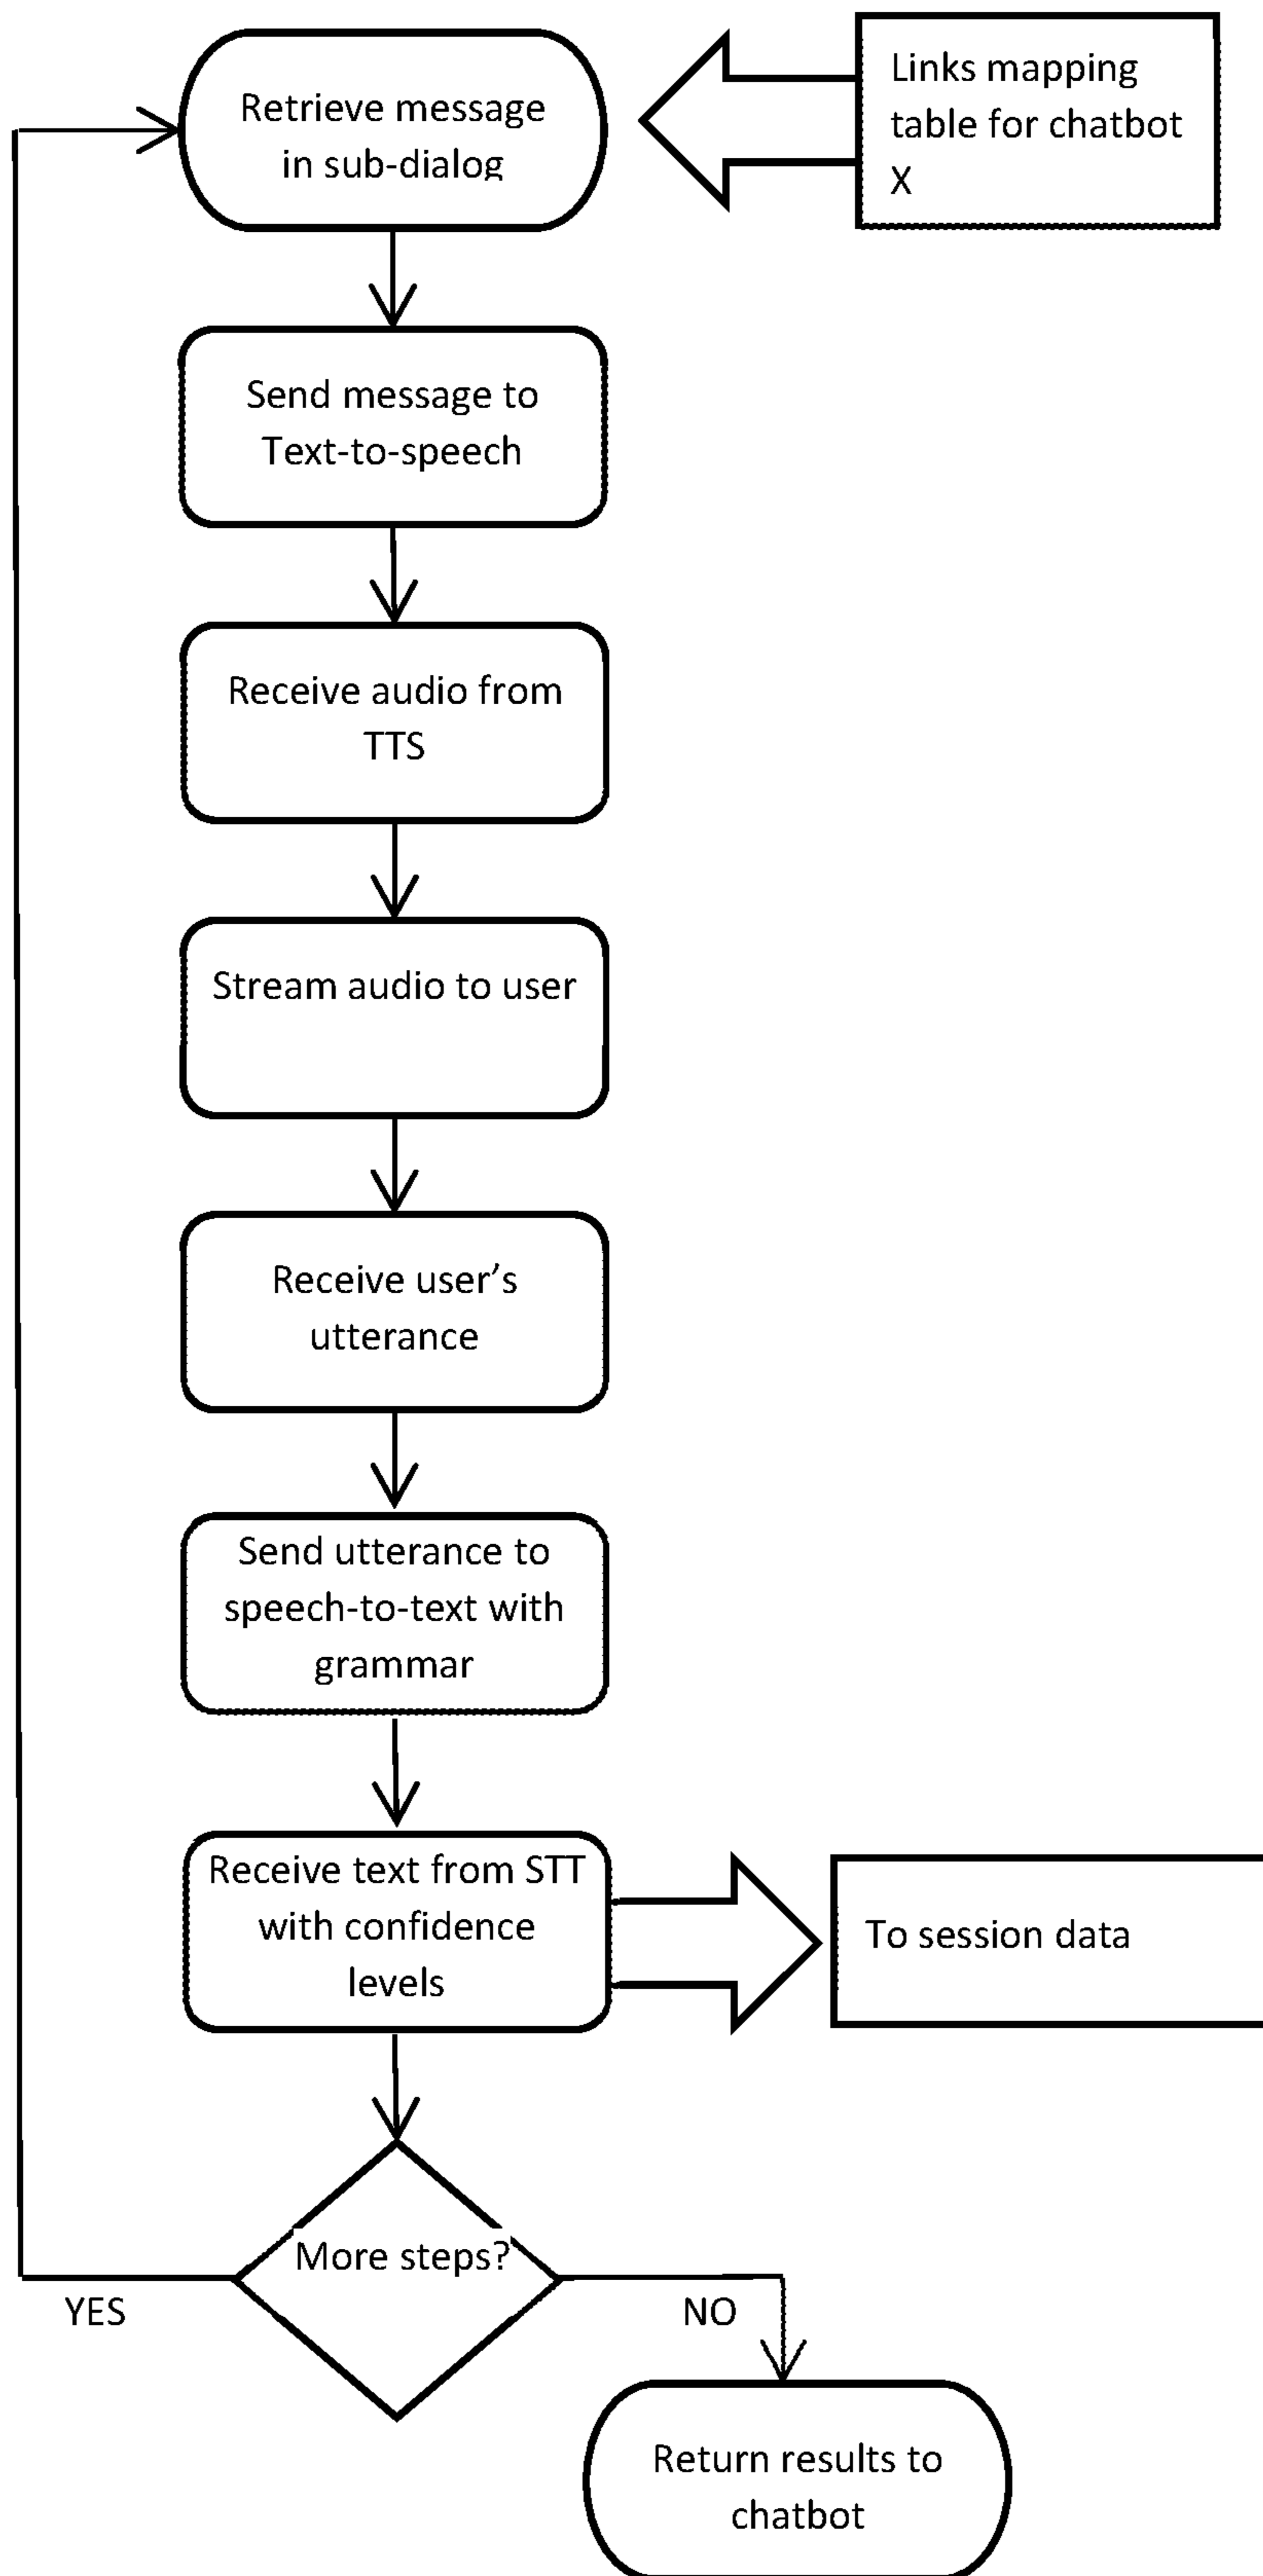 Retrieve message
in sub-dialog
Links mapping
table for chatbot
X
Send message to
Text-to-speech
Receive audio from
TTS
Stream audio to user
Receive user’s
utterance
Send utterance to
speech-to-text with
grammar
Receive text from STT
with confidence
levels
To session data
More steps?
YES
NO
Return results to
chatbot